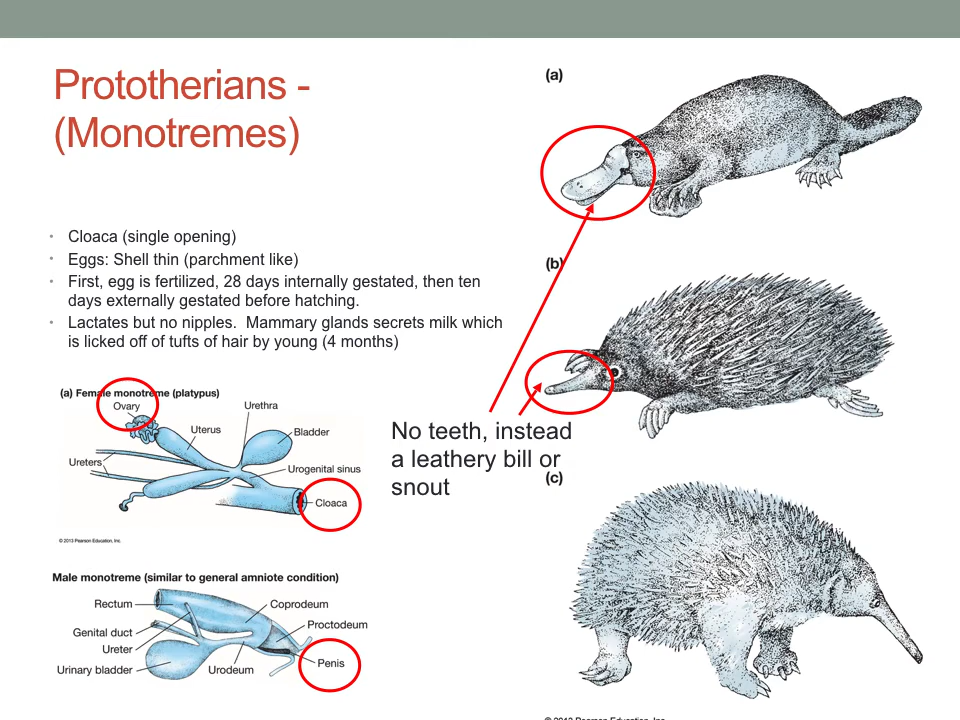 Prototherians -
(Monotremes)
• Cloaca (single opening)
• Eggs: Shell thin (parchment like)
• First, egg is fertilized, 28 days internally gestated, then ten
days externally gestated before hatching.
• Lactates but no nipples.  Mammary glands secrets milk which
is licked off of tufts of hair by young (4 months)
(a) Female monotreme (platypus)
Ovary
Urethra
Uterus
Bladder
Ureters
Urogenital sinus
Cloaca
© 2013 Pearson Education, Inc.
Male monotreme (similar to general amniote condition)
Rectum
Coprodeum
Proctodeum
Genital duct
Ureter
Penis
Urinary bladder
Urodeum
No teeth, instead
a leathery bill or
snout
(a)
(b)
(c)
© 2013 Pearson Education, Inc.